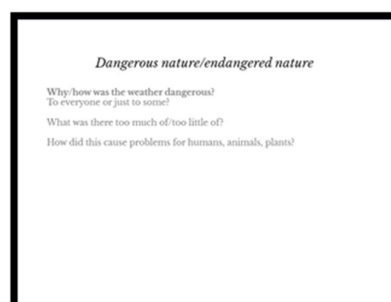 Dangerous nature/endangered nature
Why/how was the weather dangerous?
To everyone or just to some?
What was there too much of/too little of?
How did this cause problems for humans, animals, plants?